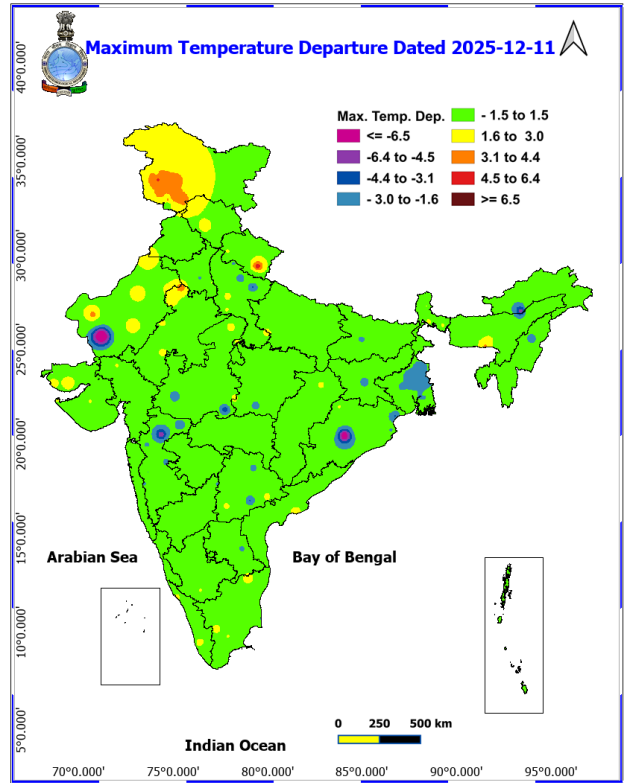 Maximum Temperature Departure Dated 2025-12-11
Max. Temp. Dep.
<= -6.5
-6.4 to -4.5
-4.4 to -3.1
- 3.0 to -1.6
- 1.5 to 1.5
1.6 to 3.0
3.1 to 4.4
4.5 to 6.4
>= 6.5
40°0.000'
35°0.000'
30°0.000'
25°0.000'
20°0.000'
15°0.000'
10°0.000'
5°0.000'
Arabian Sea
Bay of Bengal
Indian Ocean
0 250 500 km
70°0.000' 75°0.000' 80°0.000' 85°0.000' 90°0.000' 95°0.000'